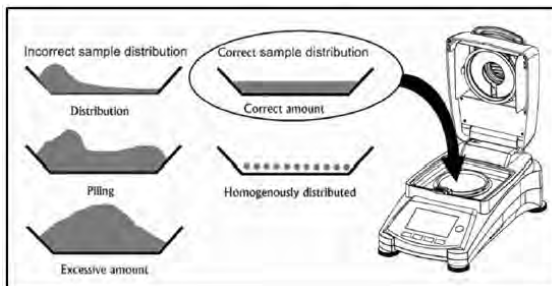 Incorrect sample distribution
Distribution
Piling
Excessive amount
Correct sample distribution
Correct amount
Homogenously distributed